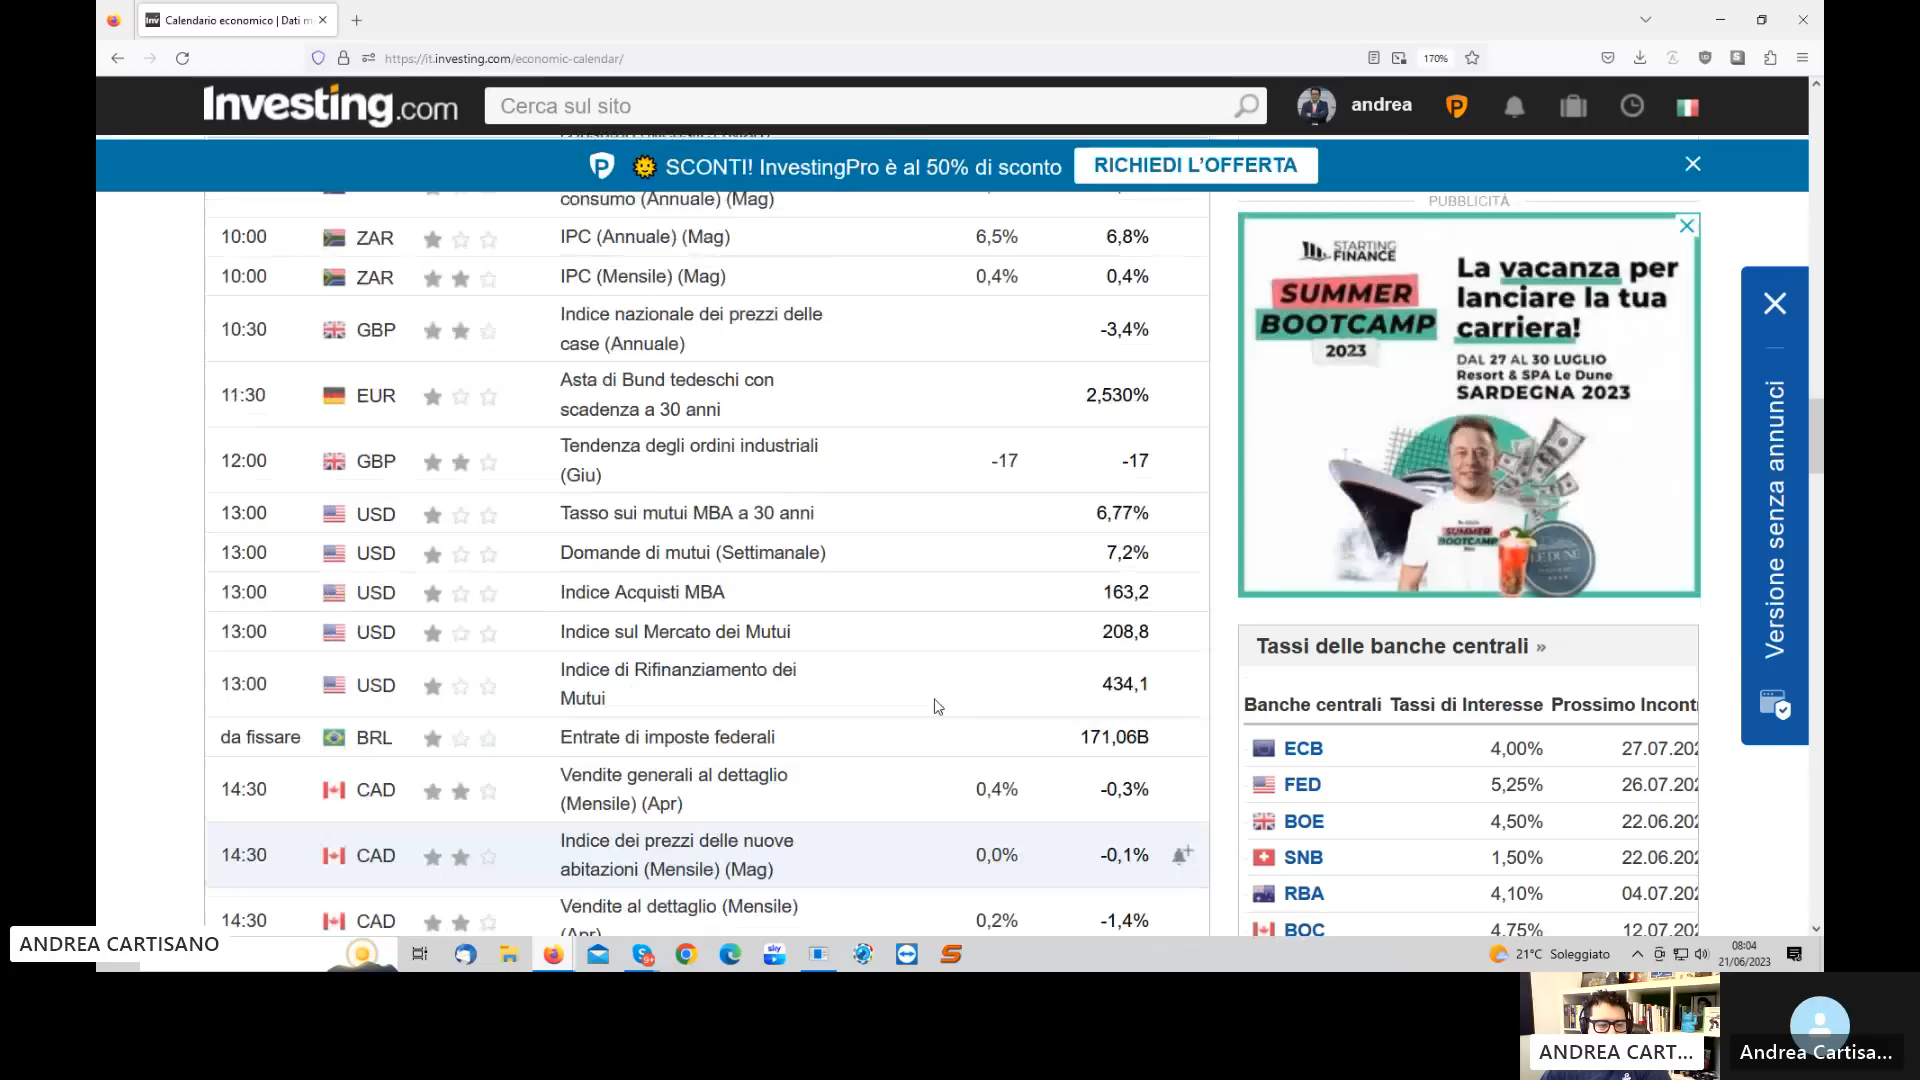 Calendario economico | Dati m
https://it.investing.com/economic-calendar/
170%
Investing.com
Cerca sul sito
andrea
SCONTI! InvestingPro è al 50% di sconto
RICHIEDI L'OFFERTA
consumo (Annuale) (Mag)
10:00 ZAR IPC (Annuale) (Mag) 6,5% 6,8%
10:00 ZAR IPC (Mensile) (Mag) 0,4% 0,4%
10:30 GBP Indice nazionale dei prezzi delle
case (Annuale) -3,4%
11:30 EUR Asta di Bund tedeschi con
scadenza a 30 anni 2,530%
12:00 GBP Tendenza degli ordini industriali
(Giu) -17 -17
13:00 USD Tasso sui mutui MBA a 30 anni 6,77%
13:00 USD Domande di mutui (Settimanale) 7,2%
13:00 USD Indice Acquisti MBA 163,2
13:00 USD Indice sul Mercato dei Mutui 208,8
13:00 USD Indice di Rifinanziamento dei
Mutui 434,1
da fissare BRL Entrate di imposte federali 171,06B
14:30 CAD Vendite generali al dettaglio
(Mensile) (Apr) 0,4% -0,3%
14:30 CAD Indice dei prezzi delle nuove
abitazioni (Mensile) (Mag) 0,0% -0,1%
14:30 CAD Vendite al dettaglio (Mensile)
(Apr) 0,2% -1,4%
PUBBLICITÀ
STARTING
FINANCE
SUMMER
BOOTCAMP
2023
La vacanza per
lanciare la tua
carriera!
DAL 27 AL 30 LUGLIO
Resort & SPA Le Dune
SARDEGNA 2023
SUMMER
BOOTCAMP
LE DUNE
Versione senza annunci
Tassi delle banche centrali »
Banche centrali Tassi di Interesse Prossimo Incont
ECB 4,00% 27.07.202
FED 5,25% 26.07.202
BOE 4,50% 22.06.202
SNB 1,50% 22.06.202
RBA 4,10% 04.07.202
BOC 4,75% 12.07.202
ANDREA CARTISANO
9+
sky
21°C Soleggiato
08:04
21/06/2023
ANDREA CART...
Andrea Cartisa...